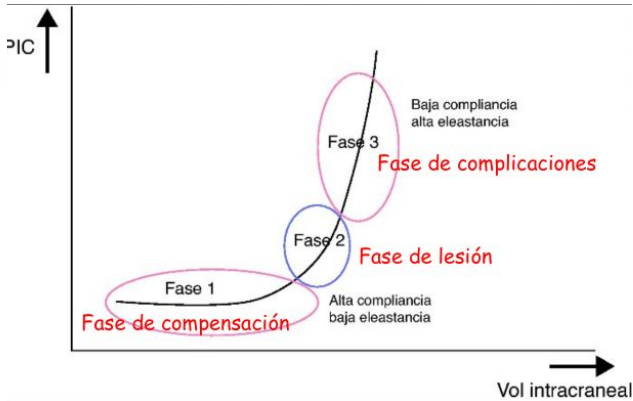 PIC
Baja compliancia
alta eleastancia
Fase 3
Fase de complicaciones
Fase 2
Fase de lesión
Fase 1
Alta compliancia
baja eleastancia
Fase de compensación
Vol intracraneal